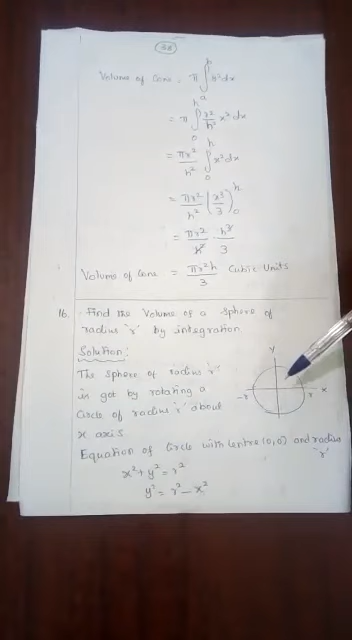 38
Volume of Cone = π ∫ₐʰ y² dx
= π ∫₀ʰ r²/h² x² dx
= πr²/h² ∫₀ʰ x² dx
= πr²/h² (x³/3)₀ʰ
= πr²/h² · h³/3
Volume of Cone = πr²h/3 Cubic Units
16. Find the Volume of a Sphere of
radius 'r' by integration
Solution:
The Sphere of radius 'r'
is got by rotating a
Circle of radius 'r' about
x axis
y
-r r x
Equation of Circle with Centre (0,0) and radius
'r'
x² + y² = r²
y² = r² - x²